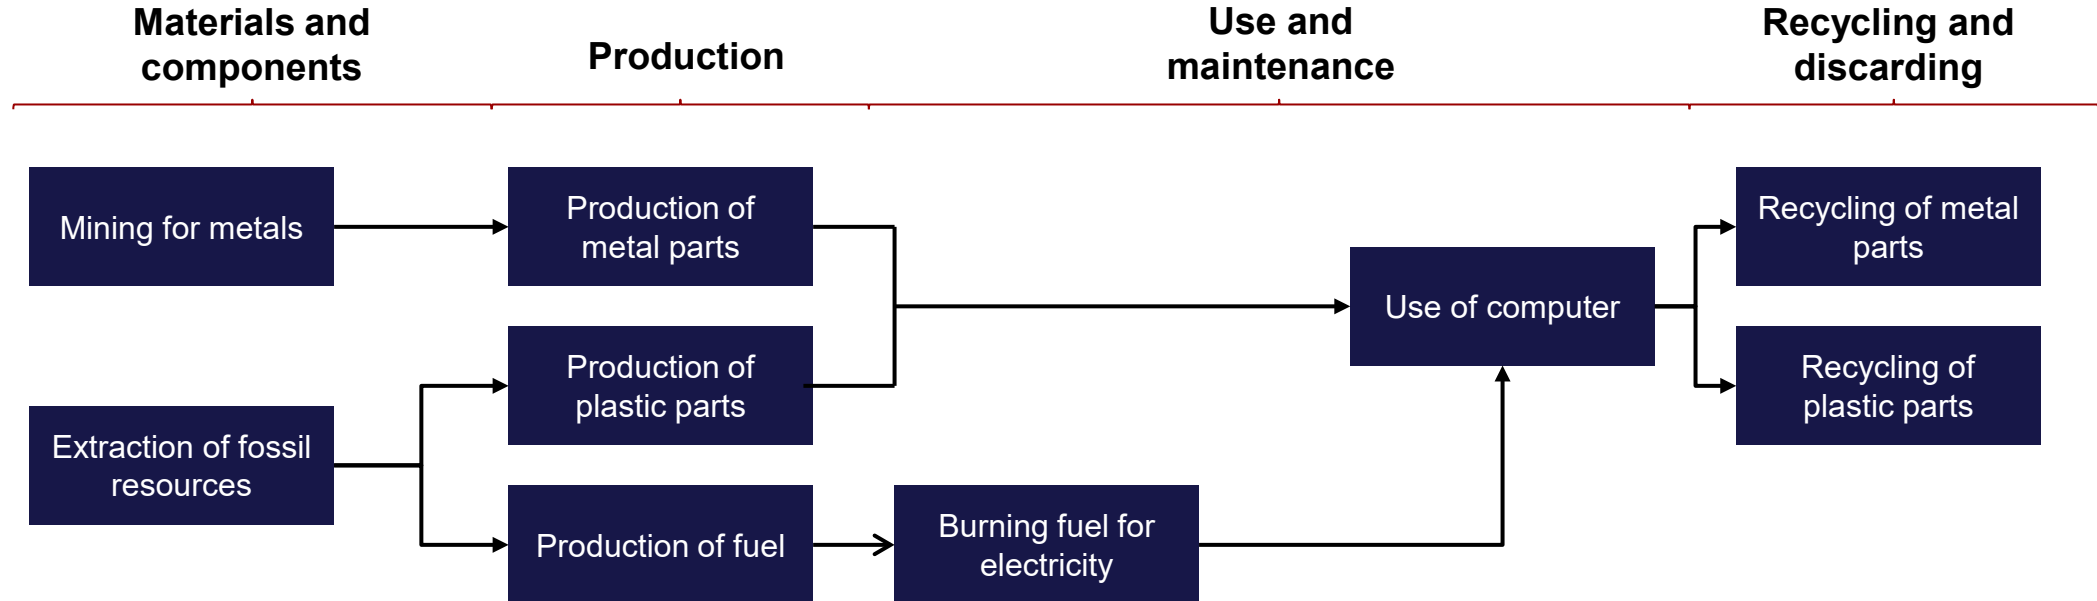 Materials and
components
Production
Use and
maintenance
Recycling and
discarding
Mining for metals
Production of
metal parts
Use of computer
Recycling of metal
parts
Extraction of fossil
resources
Production of
plastic parts
Recycling of
plastic parts
Production of fuel
Burning fuel for
electricity